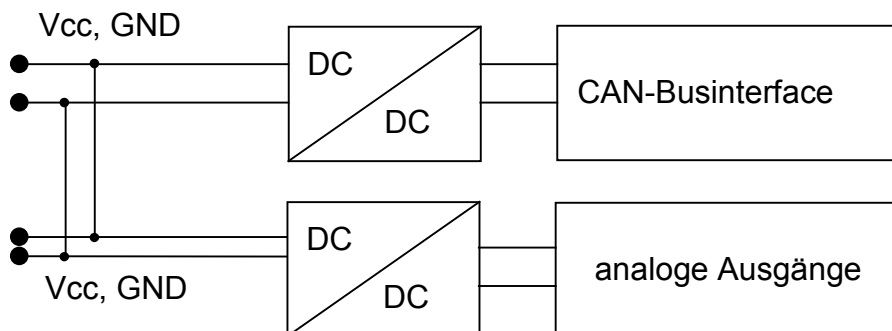 Vcc, GND
DC
DC
CAN-Businterface
DC
DC
analoge Ausgänge
Vcc, GND